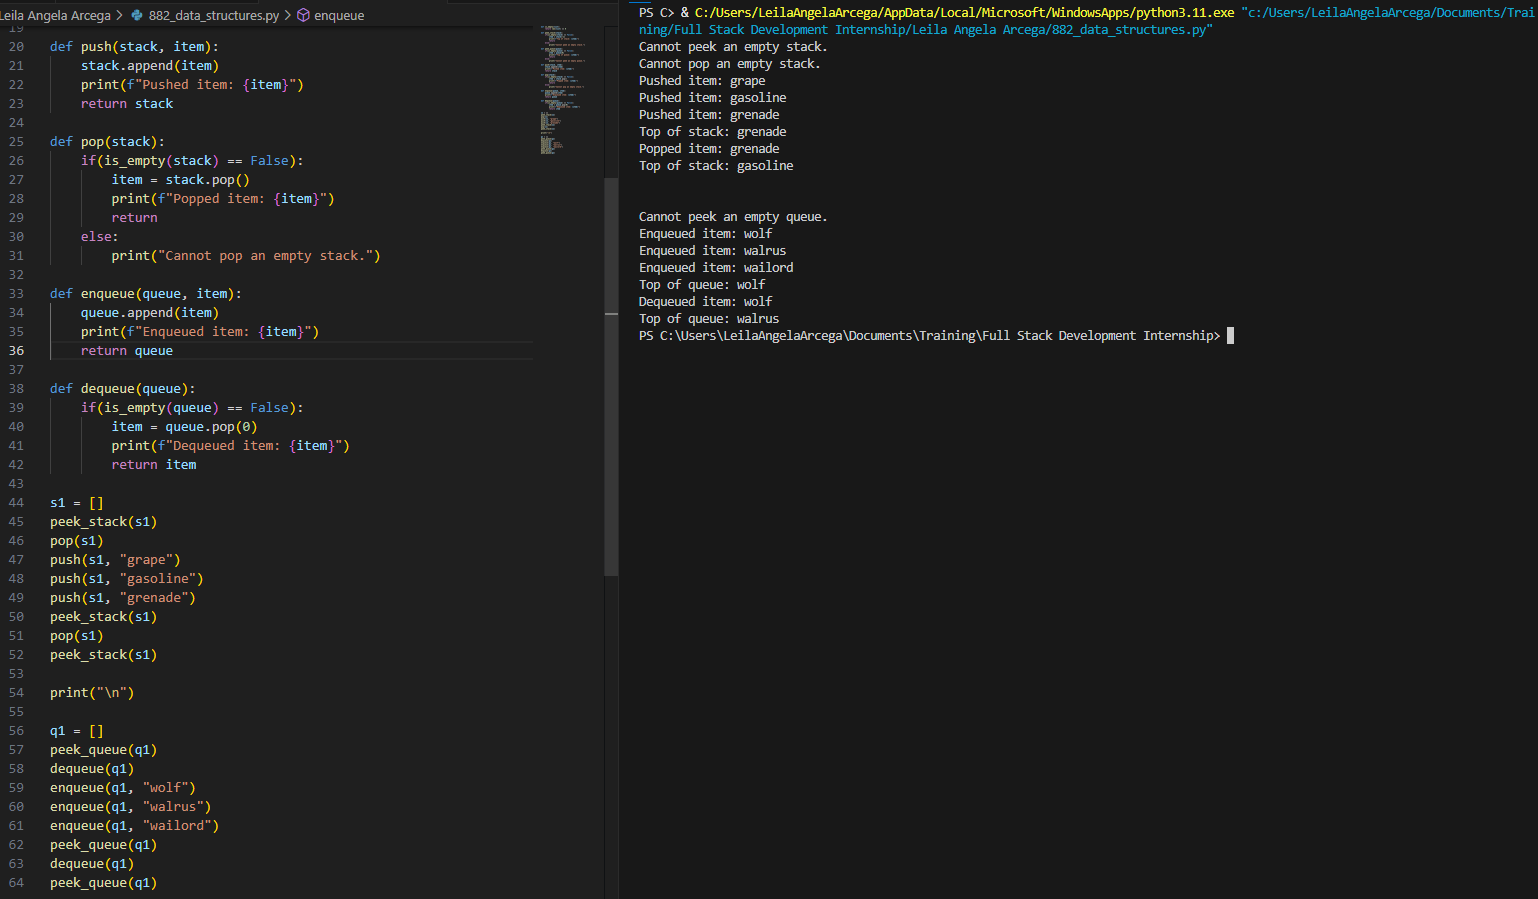 Leila Angela Arcega > 882_data_structures.py > enqueue
19
20 def push(stack, item):
21     stack.append(item)
22     print(f"Pushed item: {item}")
23     return stack
24
25 def pop(stack):
26     if(is_empty(stack) == False):
27         item = stack.pop()
28         print(f"Popped item: {item}")
29         return
30     else:
31         print("Cannot pop an empty stack.")
32
33 def enqueue(queue, item):
34     queue.append(item)
35     print(f"Enqueued item: {item}")
36     return queue
37
38 def dequeue(queue):
39     if(is_empty(queue) == False):
40         item = queue.pop(0)
41         print(f"Dequeued item: {item}")
42         return item
43
44 s1 = []
45 peek_stack(s1)
46 pop(s1)
47 push(s1, "grape")
48 push(s1, "gasoline")
49 push(s1, "grenade")
50 peek_stack(s1)
51 pop(s1)
52 peek_stack(s1)
53
54 print("\n")
55
56 q1 = []
57 peek_queue(q1)
58 dequeue(q1)
59 enqueue(q1, "wolf")
60 enqueue(q1, "walrus")
61 enqueue(q1, "wailord")
62 peek_queue(q1)
63 dequeue(q1)
64 peek_queue(q1)
PS C> & C:/Users/LeilaAngelaArcega/AppData/Local/Microsoft/WindowsApps/python3.11.exe "c:/Users/LeilaAngelaArcega/Documents/Trai
ning/Full Stack Development Internship/Leila Angela Arcega/882_data_structures.py"
Cannot peek an empty stack.
Cannot pop an empty stack.
Pushed item: grape
Pushed item: gasoline
Pushed item: grenade
Top of stack: grenade
Popped item: grenade
Top of stack: gasoline
Cannot peek an empty queue.
Enqueued item: wolf
Enqueued item: walrus
Enqueued item: wailord
Top of queue: wolf
Dequeued item: wolf
Top of queue: walrus
PS C:\Users\LeilaAngelaArcega\Documents\Training\Full Stack Development Internship>